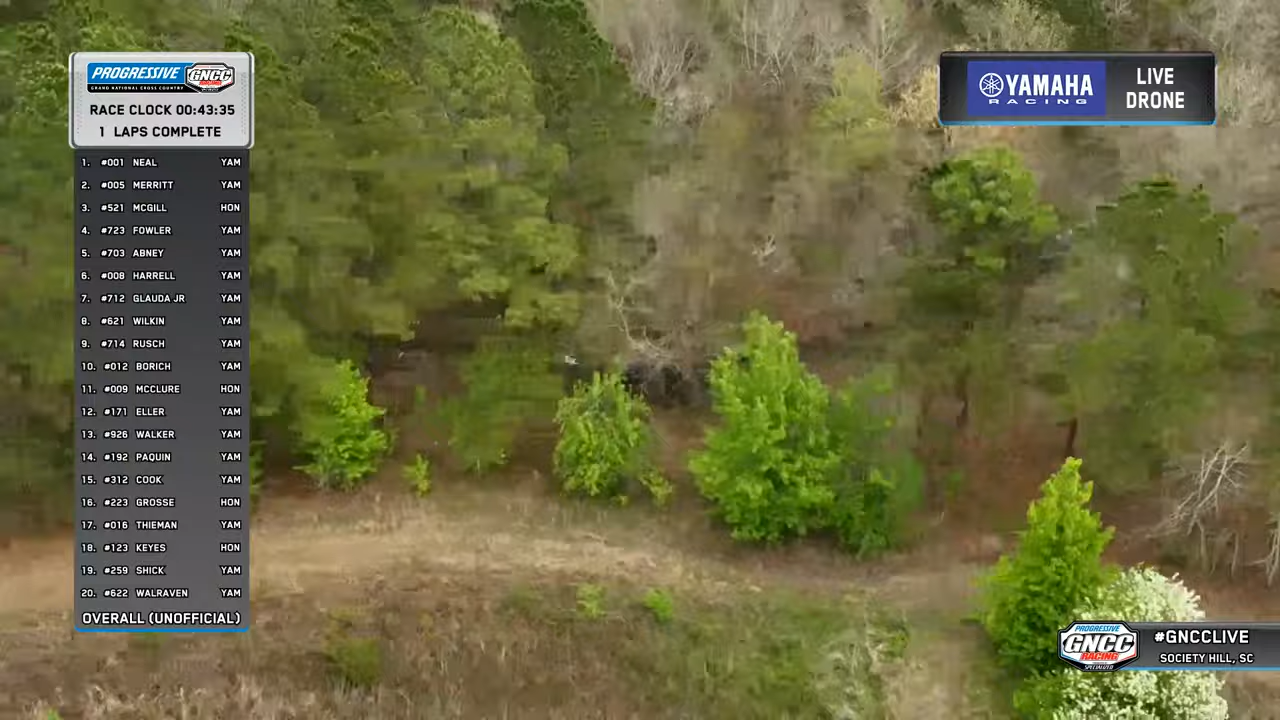 PROGRESSIVE GNCC RACING
GRAND NATIONAL CROSS COUNTRY
RACE CLOCK 00:43:35
1 LAPS COMPLETE
1. #001 NEAL YAM
2. #005 MERRITT YAM
3. #521 MCGILL HON
4. #723 FOWLER YAM
5. #703 ABNEY YAM
6. #008 HARRELL YAM
7. #712 GLAUDA JR YAM
8. #621 WILKIN YAM
9. #714 RUSCH YAM
10. #012 BORICH YAM
11. #009 MCCLURE HON
12. #171 ELLER YAM
13. #926 WALKER YAM
14. #192 PAQUIN YAM
15. #312 COOK YAM
16. #223 GROSSE HON
17. #016 THIEMAN YAM
18. #123 KEYES HON
19. #259 SHICK YAM
20. #622 WALRAVEN YAM
OVERALL (UNOFFICIAL)
YAMAHA
RACING
LIVE
DRONE
PROGRESSIVE
GNCC
RACING
SPECIALIZED
#GNCCLIVE
SOCIETY HILL, SC